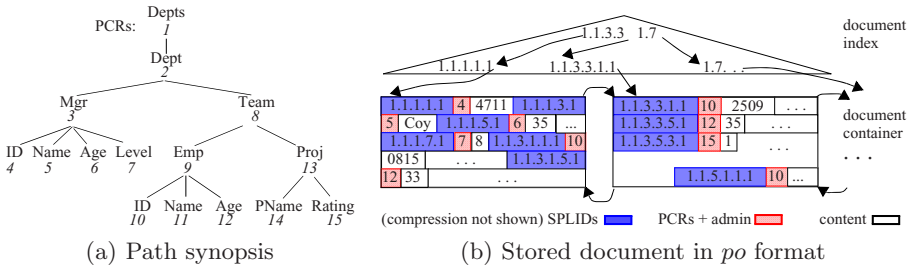 Depts
PCRs: 1
Dept
2
Mgr Team
3 8
ID Name Age Level Emp Proj
4 5 6 7 9 13
ID Name Age PName Rating
10 11 12 14 15
(a) Path synopsis
1.1.3.3 1.7
document index
1.1.1.1.1 1.1.3.3.1.1 1.7. . .
1.1.1.1.1 4 4711 1.1.1.3.1
5 Coy 1.1.1.5.1 6 35 ...
1.1.1.7.1 7 8 1.1.3.1.1.1 10
0815 . . . 1.1.3.1.5.1
12 33 . . .
1.1.3.3.1.1 10 2509 . . .
1.1.3.3.5.1 12 35 . . .
1.1.3.5.3.1 15 1 . . .
1.1.5.1.1.1 10 ...
document container
. . .
(compression not shown) SPLIDs PCRs + admin content
(b) Stored document in po format